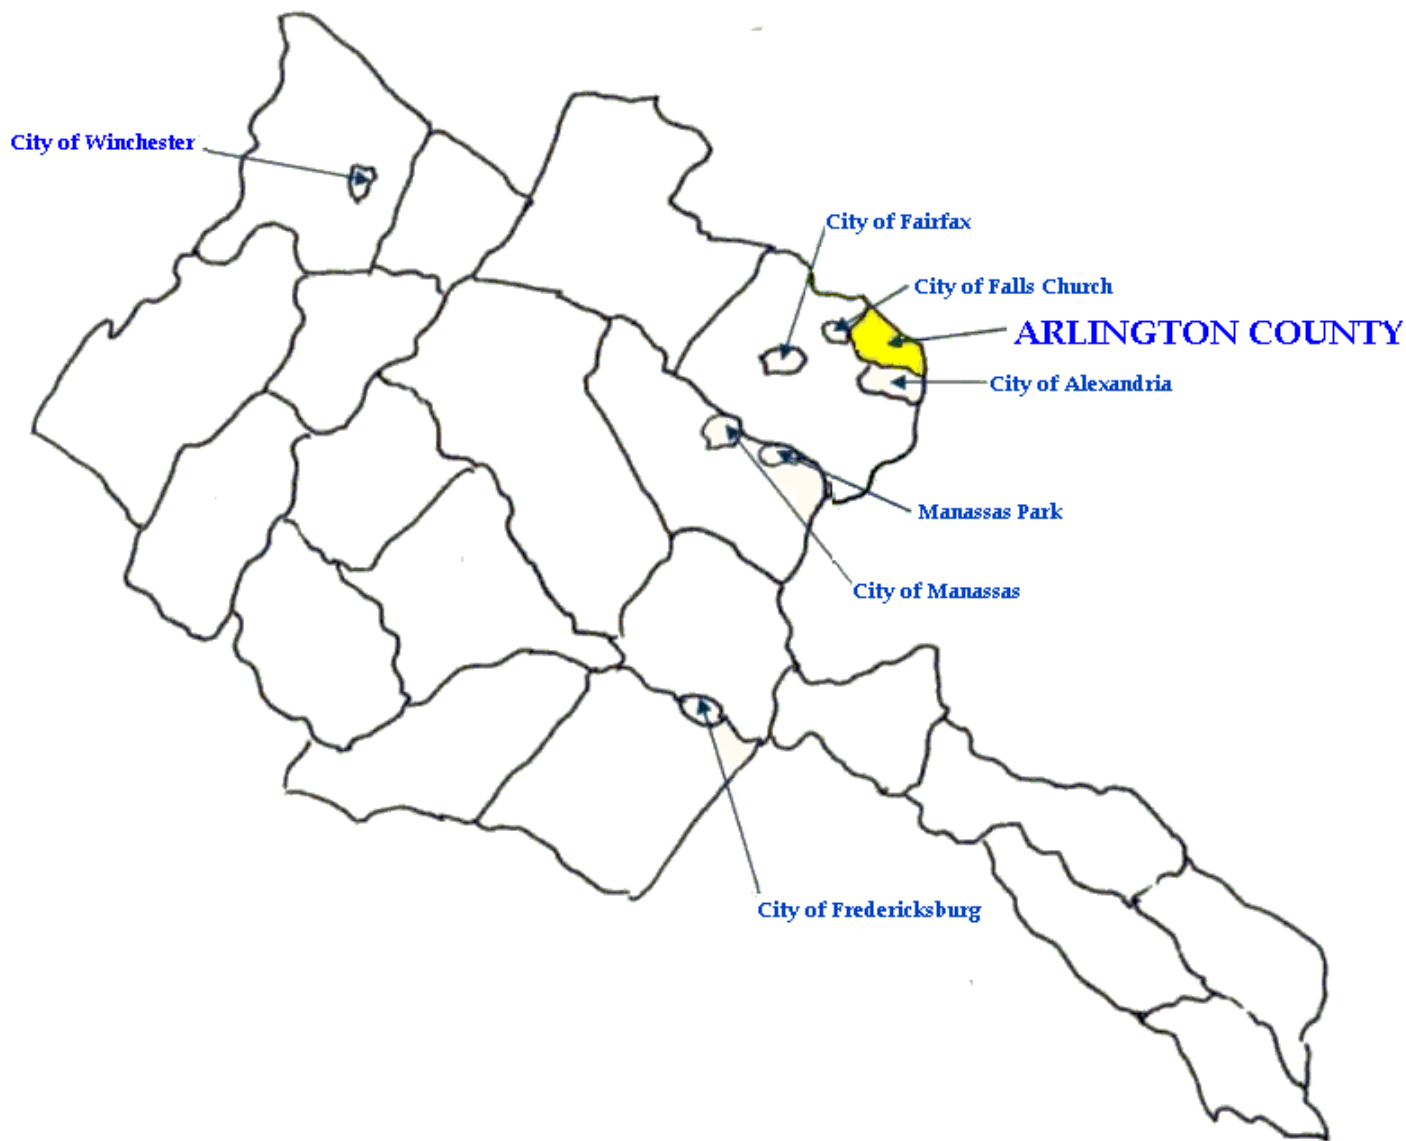 City of Winchester
City of Fairfax
City of Falls Church
ARLINGTON COUNTY
City of Alexandria
Manassas Park
City of Manassas
City of Fredericksburg